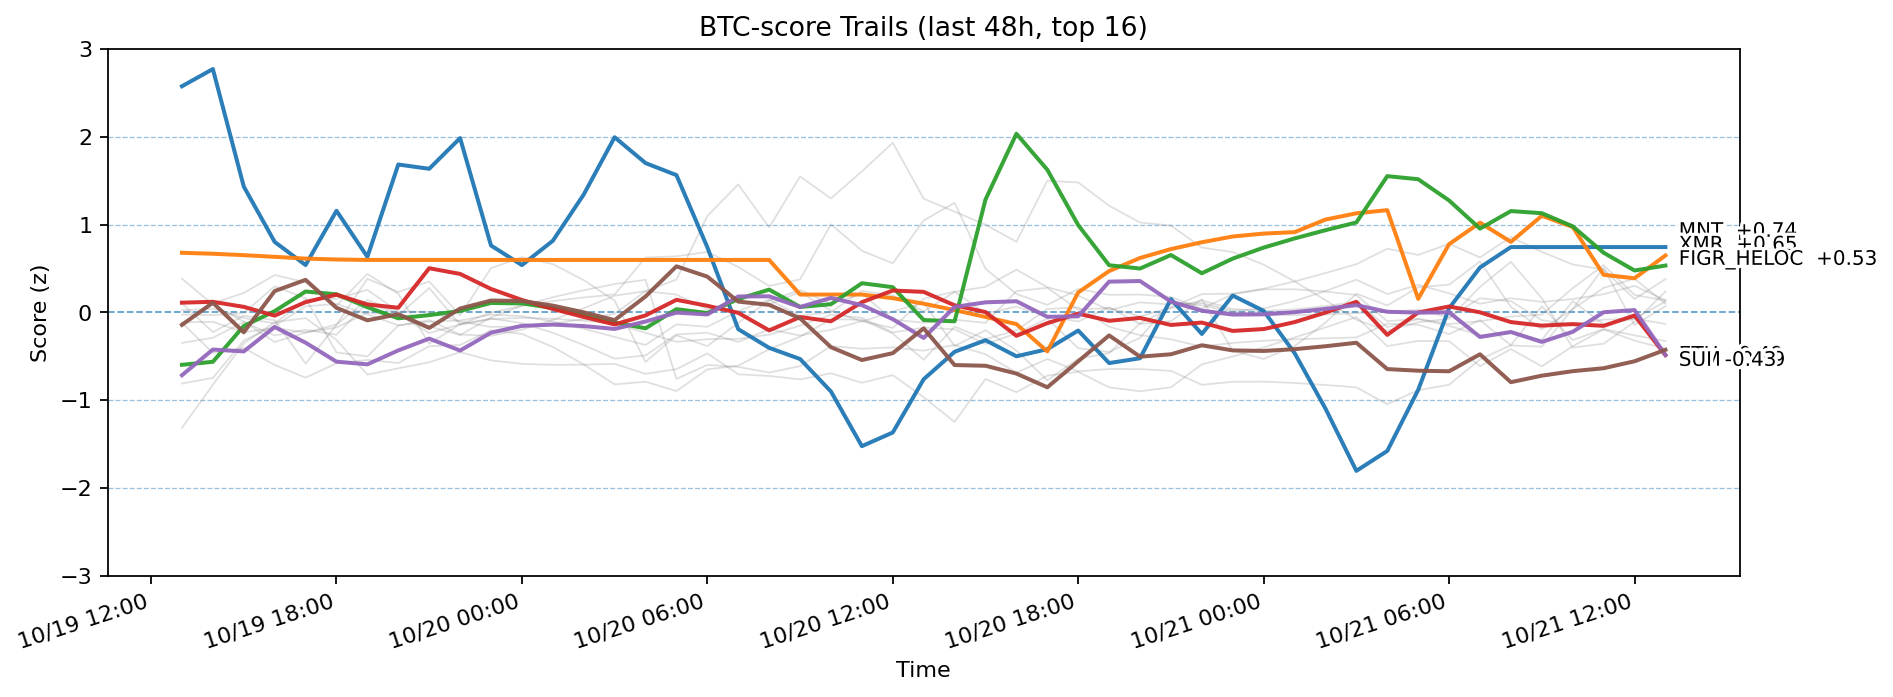 BTC-score Trails (last 48h, top 16)
Score (z)
3
2
1
0
−1
−2
−3
MNT +0.74
XMR +0.65
FIGR_HELOC +0.53
10/19 12:00
10/19 18:00
10/20 00:00
10/20 06:00
10/20 12:00
10/20 18:00
10/21 00:00
10/21 06:00
10/21 12:00
Time